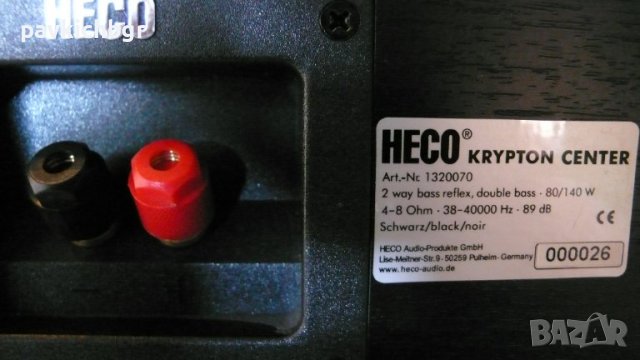 pavkichbgr
HECO
HECO® KRYPTON CENTER
Art.-Nr. 1320070
2 way bass reflex, double bass · 80/140 W
4-8 Ohm · 38-40000 Hz · 89 dB
Schwarz/black/noir
CE
HECO Audio-Produkte GmbH
Lise-Meitner-Str.9 - 50259 Pulheim - Germany
www.heco-audio.de
000026
BAZAR